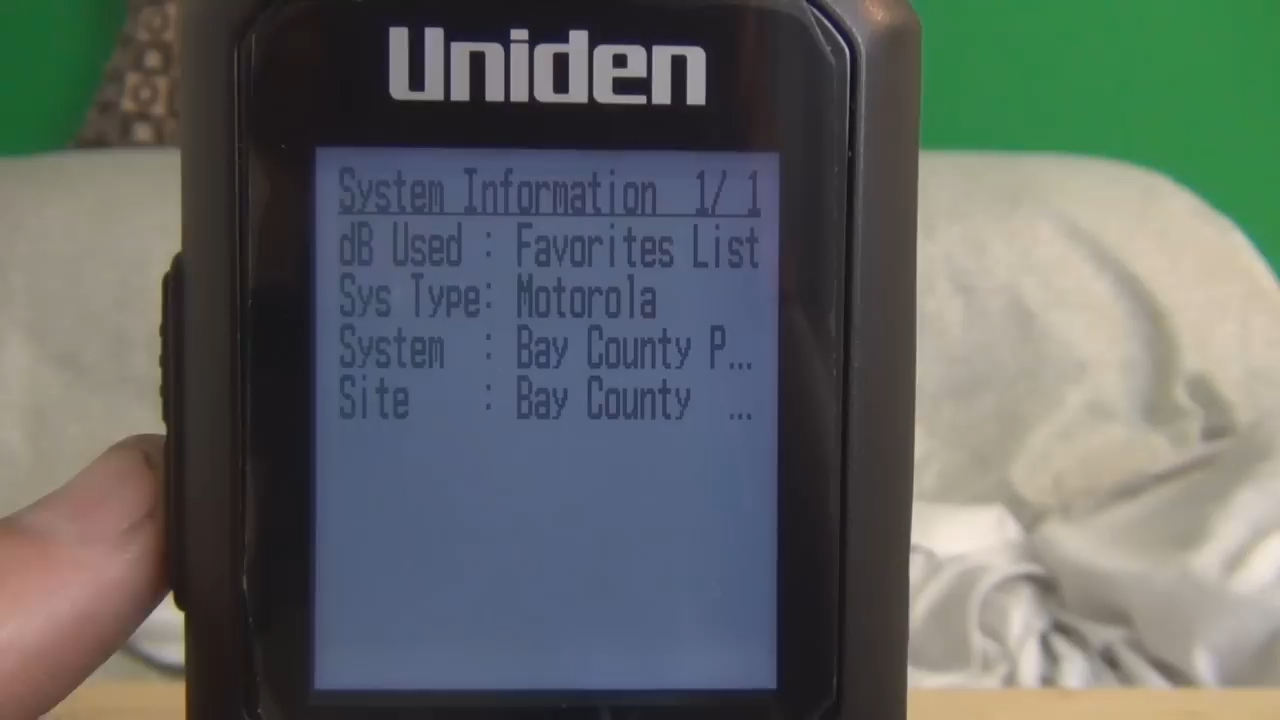 Uniden
System Information 1/ 1
dB Used : Favorites List
Sys Type: Motorola
System : Bay County P...
Site : Bay County ...